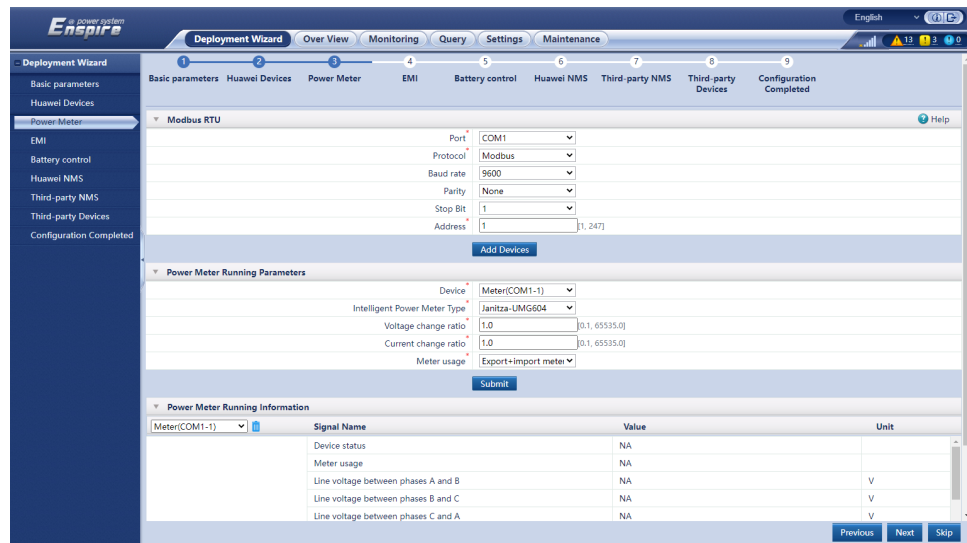 @ power system
Enspire
English
Deployment Wizard Over View Monitoring Query Settings Maintenance
13 3 0
Deployment Wizard
Basic parameters
Huawei Devices
Power Meter
EMI
Battery control
Huawei NMS
Third-party NMS
Third-party Devices
Configuration Completed
1 2 3 4 5 6 7 8 9
Basic parameters Huawei Devices Power Meter EMI Battery control Huawei NMS Third-party NMS Third-party Devices Configuration Completed
Modbus RTU Help
Port* COM1
Protocol* Modbus
Baud rate 9600
Parity None
Stop Bit 1
Address* 1 [1, 247]
Add Devices
Power Meter Running Parameters
Device* Meter(COM1-1)
Intelligent Power Meter Type* Janitza-UMG604
Voltage change ratio* 1.0 [0.1, 65535.0]
Current change ratio* 1.0 [0.1, 65535.0]
Meter usage* Export+import meter
Submit
Power Meter Running Information
Meter(COM1-1) Signal Name Value Unit
Device status NA
Meter usage NA
Line voltage between phases A and B NA V
Line voltage between phases B and C NA V
Line voltage between phases C and A NA V
Previous Next Skip